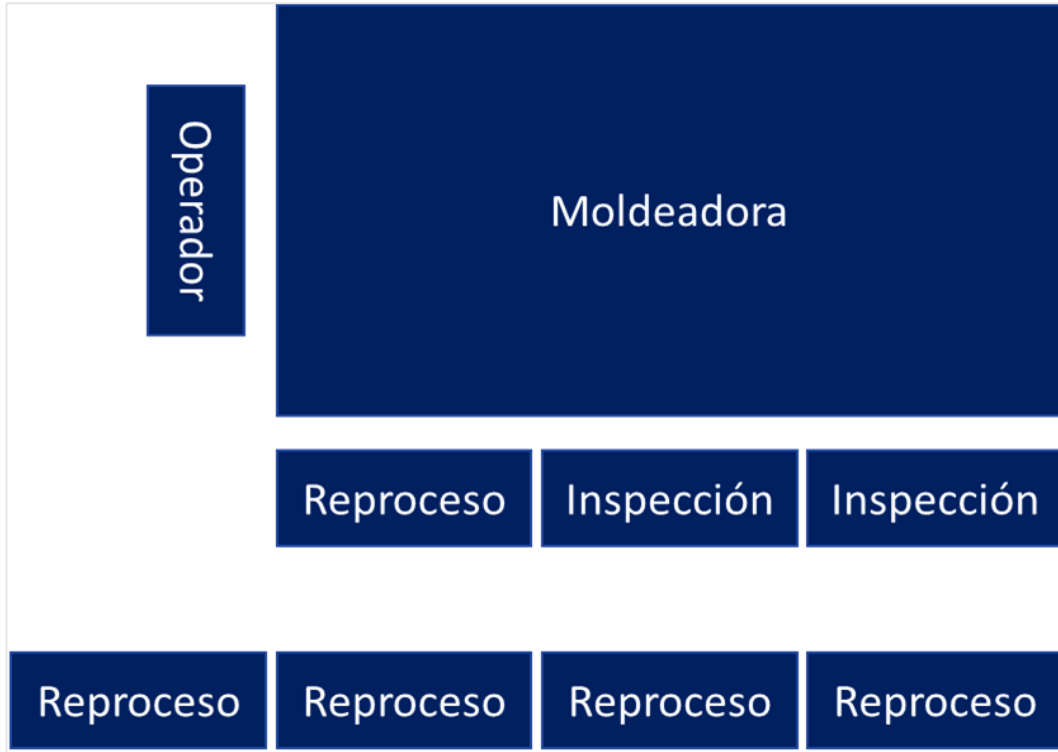 Operador
Moldeadora
Reproceso
Inspección
Inspección
Reproceso
Reproceso
Reproceso
Reproceso